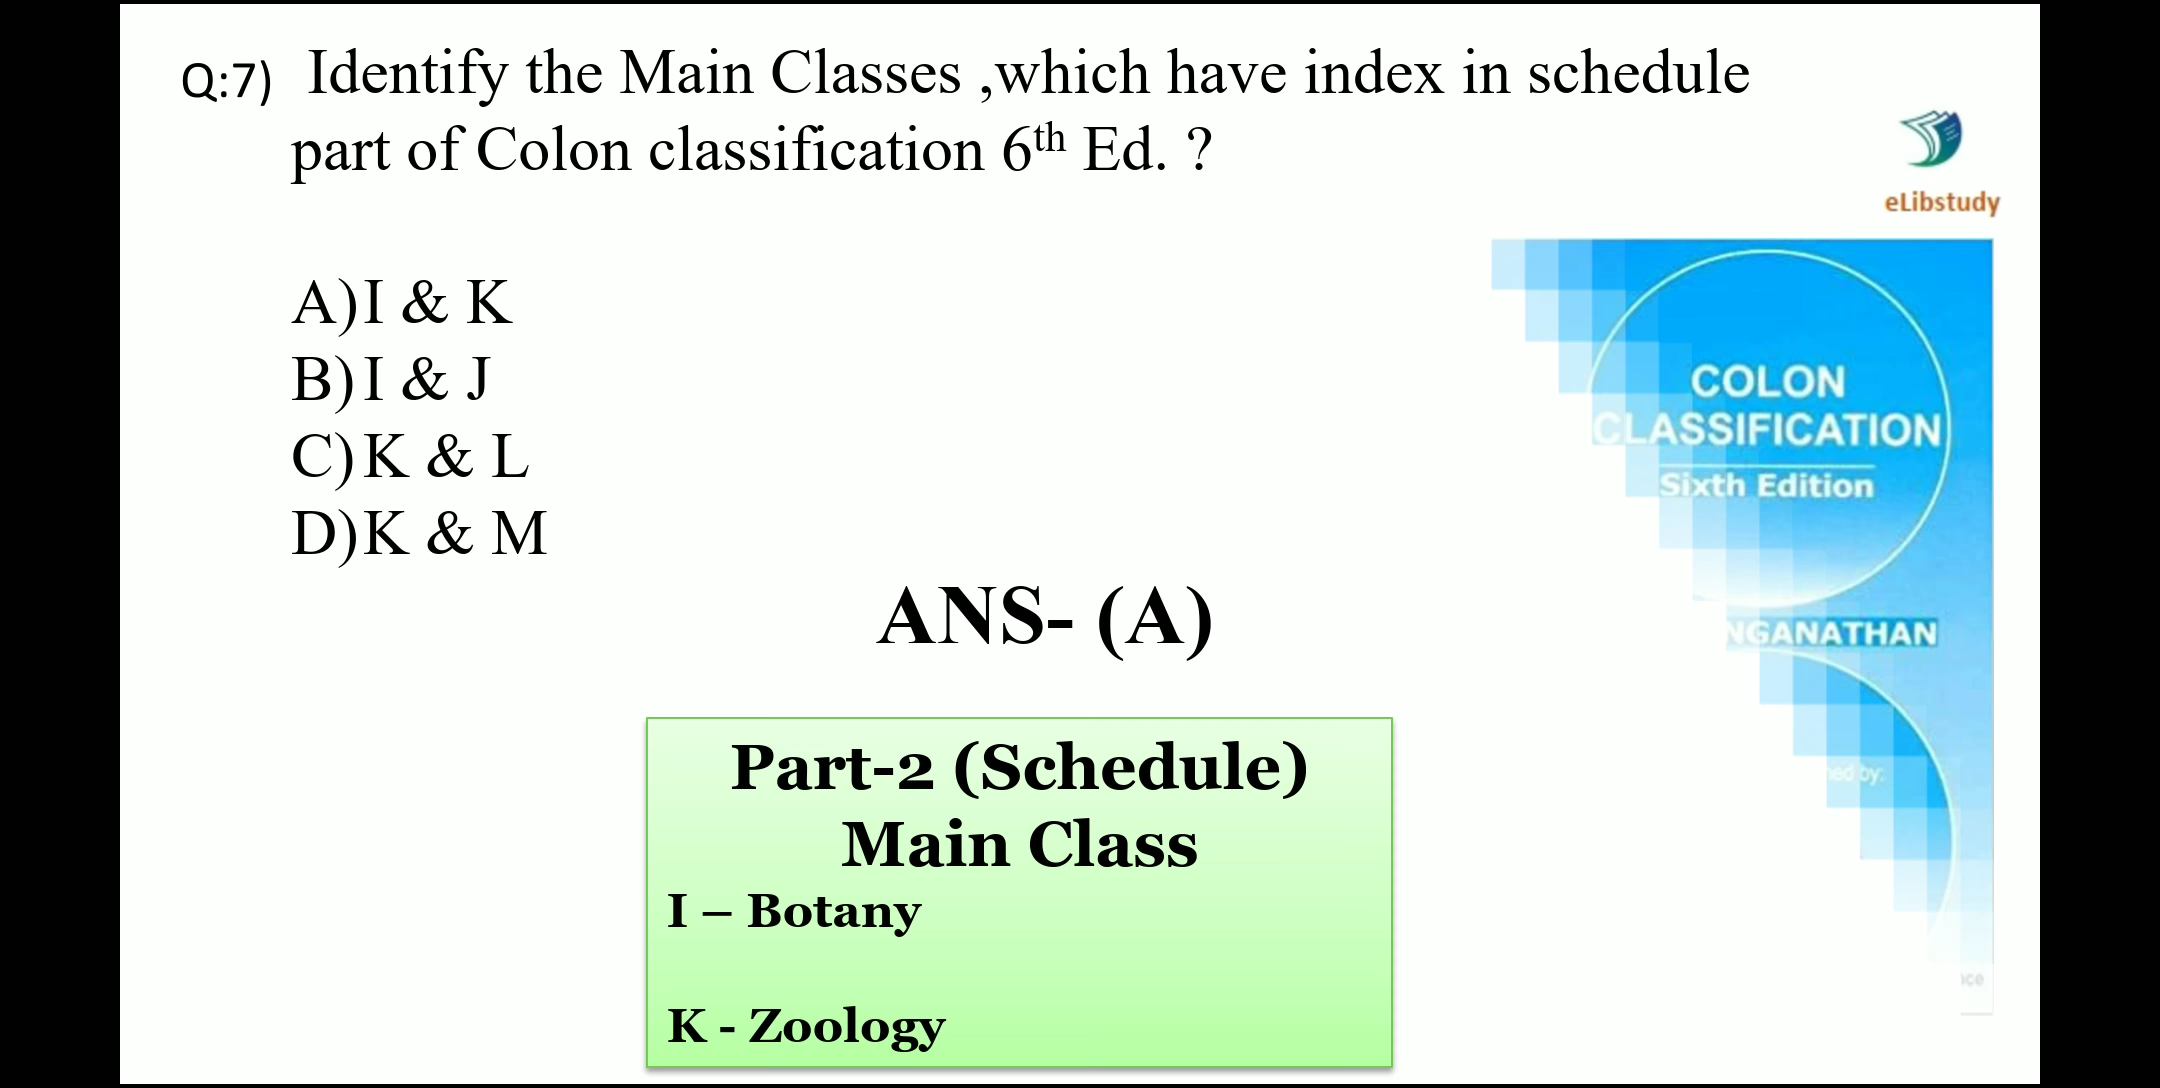 Q:7) Identify the Main Classes ,which have index in schedule
part of Colon classification 6th Ed. ?
eLibstudy
A)I & K
B)I & J
C)K & L
D)K & M
COLON
CLASSIFICATION
Sixth Edition
NGANATHAN
ANS- (A)
Part-2 (Schedule)
Main Class
I – Botany
K - Zoology
by: